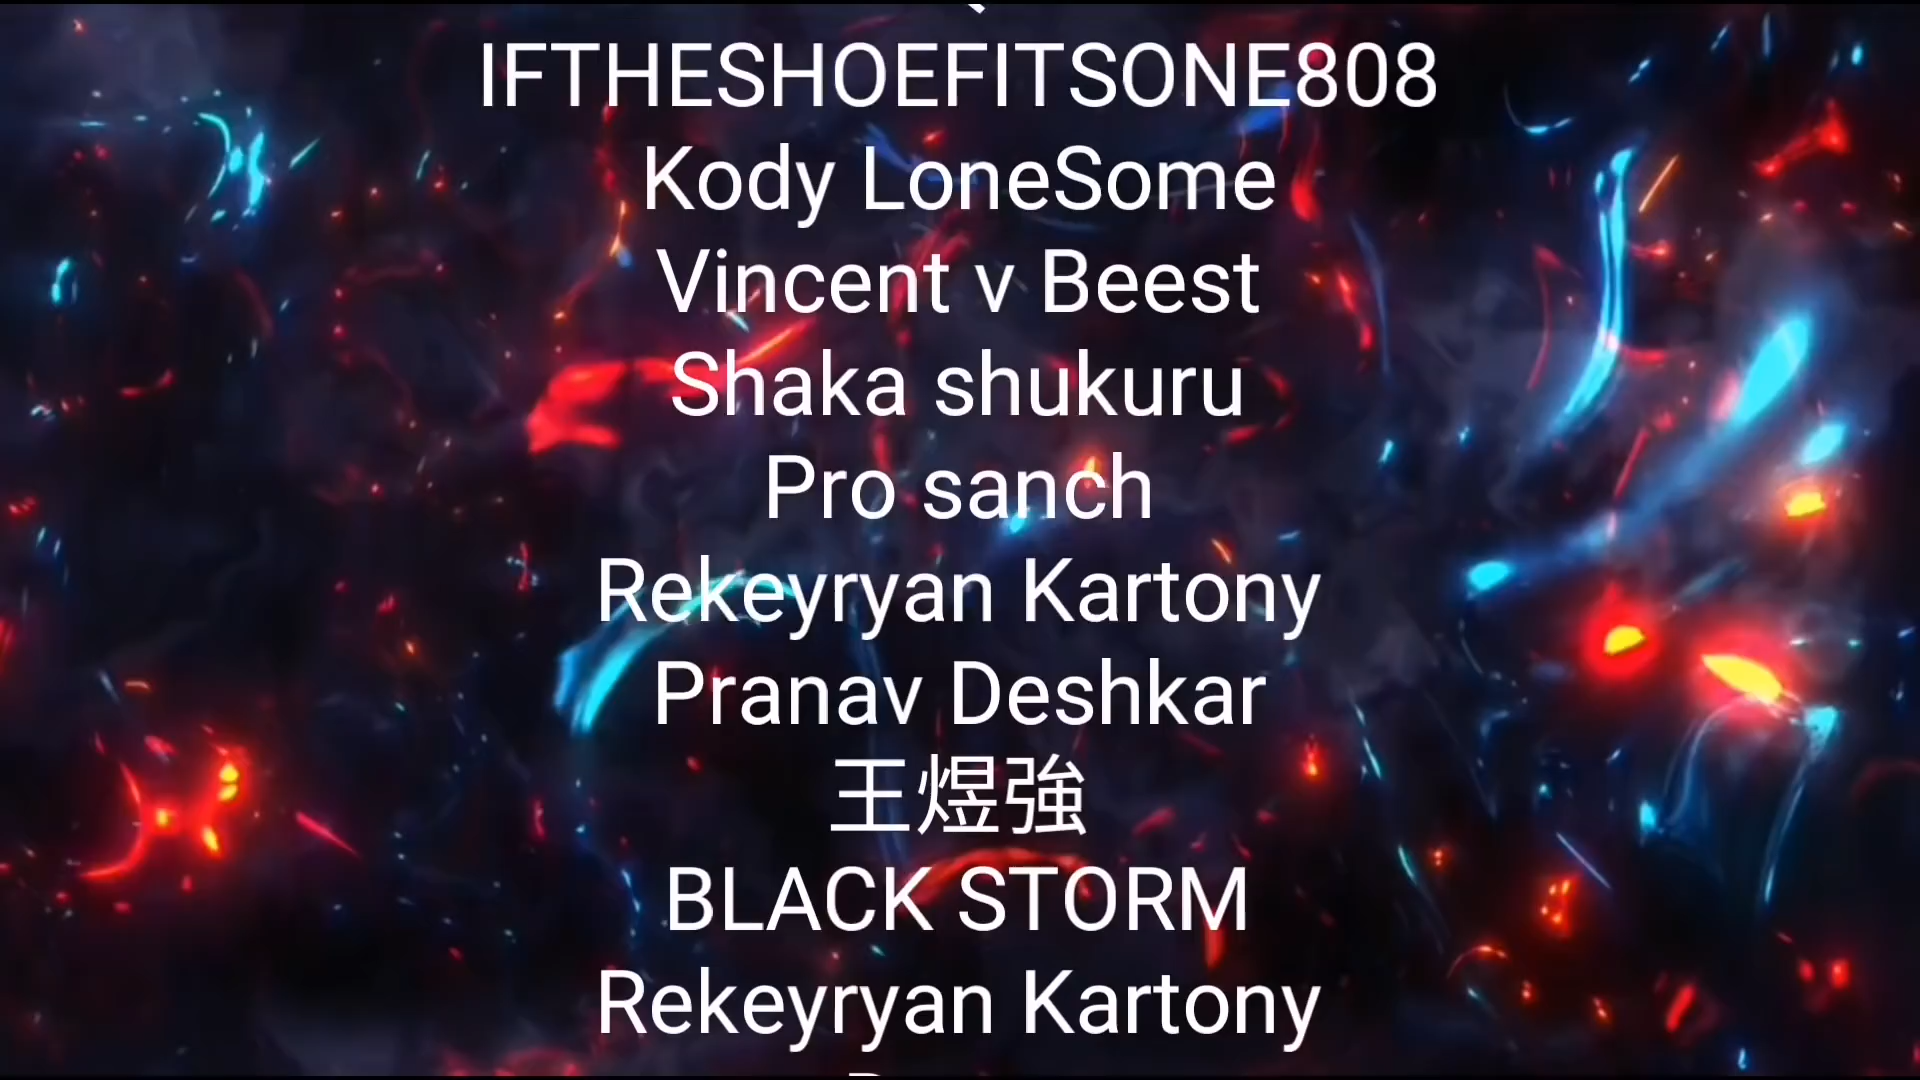 IFTHESHOEFITSONE808
Kody LoneSome
Vincent v Beest
Shaka shukuru
Pro sanch
Rekeyryan Kartony
Pranav Deshkar
王煜強
BLACK STORM
Rekeyryan Kartony